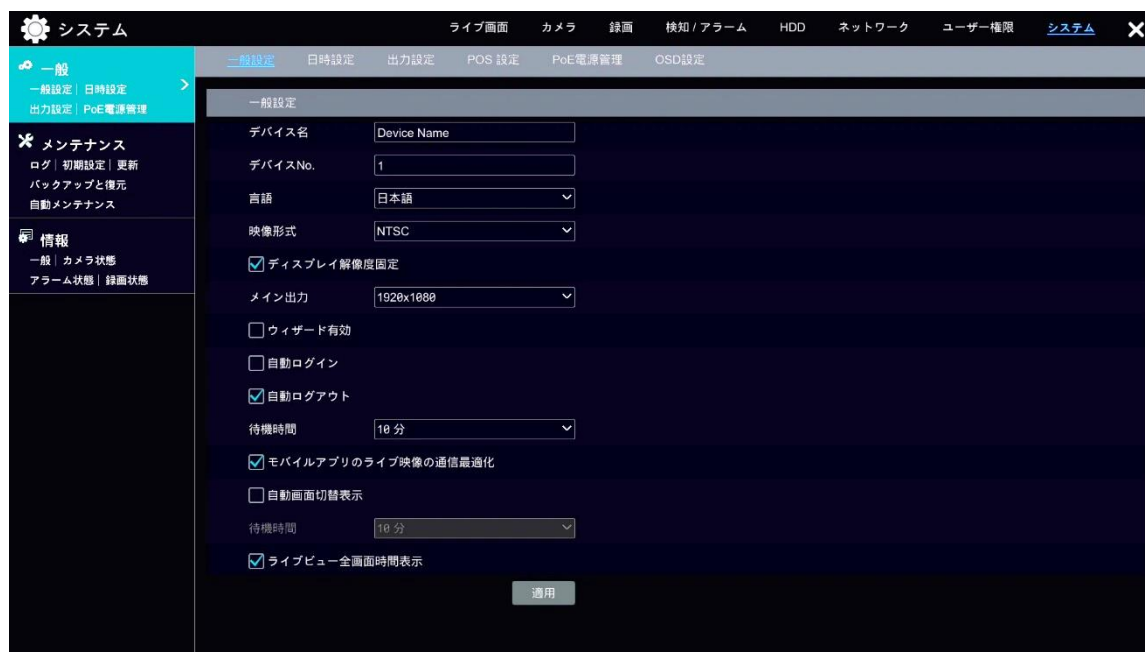 システム ライブ画面 カメラ 録画 検知 / アラーム HDD ネットワーク ユーザー権限 システム
一般
一般設定 | 日時設定
出力設定 | PoE電源管理
メンテナンス
ログ | 初期設定 | 更新
バックアップと復元
自動メンテナンス
情報
一般 | カメラ状態
アラーム状態 | 録画状態
一般設定 日時設定 出力設定 POS 設定 PoE電源管理 OSD設定
一般設定
デバイス名 Device Name
デバイスNo. 1
言語 日本語
映像形式 NTSC
ディスプレイ解像度固定
メイン出力 1920x1080
ウィザード有効
自動ログイン
自動ログアウト
待機時間 10 分
モバイルアプリのライブ映像の通信最適化
自動画面切替表示
待機時間 10 分
ライブビュー全画面時間表示
適用